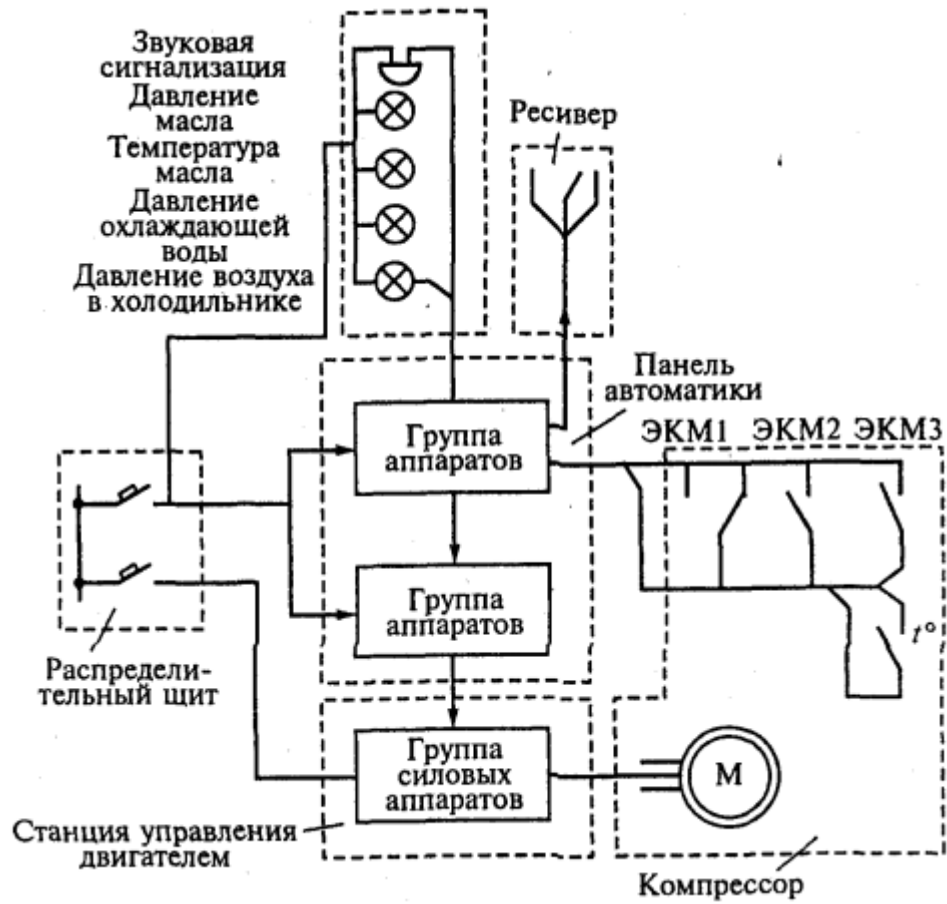 Звуковая
сигнализация
Давление
масла
Температура
масла
Давление
охлаждающей
воды
Давление воздуха
в холодильнике
Ресивер
Панель
автоматики
ЭКМ1 ЭКМ2 ЭКМ3
Группа
аппаратов
Группа
аппаратов
t°
Распредели-
тельный щит
Группа
силовых
аппаратов
М
Станция управления
двигателем
Компрессор